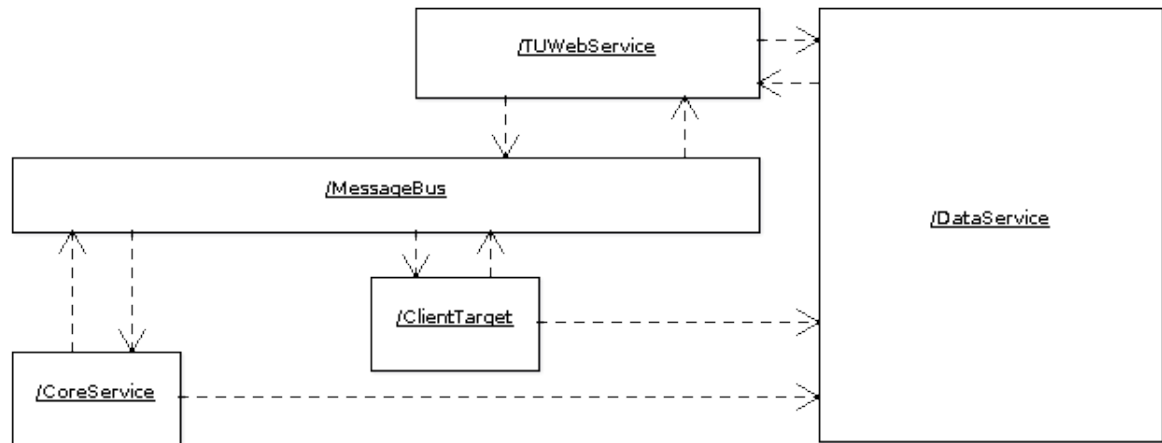 /TUWebService
/MessageBus
/DataService
/ClientTarget
/CoreService